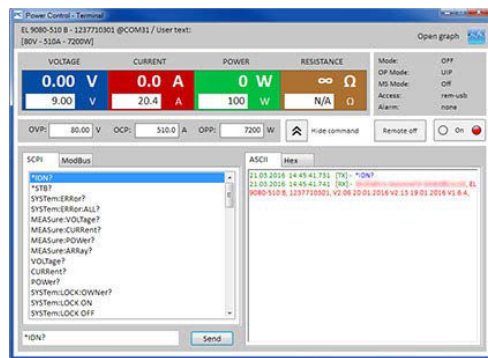 Power Control - Terminal
EL 9080-510 B - 1237710301 @COM31 / User text:
[80V - 510A - 7200W]
Open graph
VOLTAGE CURRENT POWER RESISTANCE
0.00 V 0.0 A 0 W ∞ Ω
9.00 V 20.4 A 100 W N/A Ω
Mode: OFF
OP Mode: UIP
MS Mode: Off
Access: rem-usb
Alarm: none
OVP: 80.00 V OCP: 510.0 A OPP: 7200 W Hide command Remote off On
SCPI ModBus
*IDN?
*STB?
SYSTem:ERRor?
SYSTem:ERRor:ALL?
MEASure:VOLTage?
MEASure:CURRent?
MEASure:POWer?
MEASure:ARRay?
VOLTage?
CURRent?
POWer?
SYSTem:LOCK:OWNer?
SYSTem:LOCK ON
SYSTem:LOCK OFF
*IDN? Send
ASCII Hex
21.03.2016 14:45:41.731 [TX] - *IDN?
21.03.2016 14:45:41.741 [RX] - , EL
9080-510 B, 1237710301, V2.06 20.01.2016 V2.15 19.01.2016 V1.6.4,